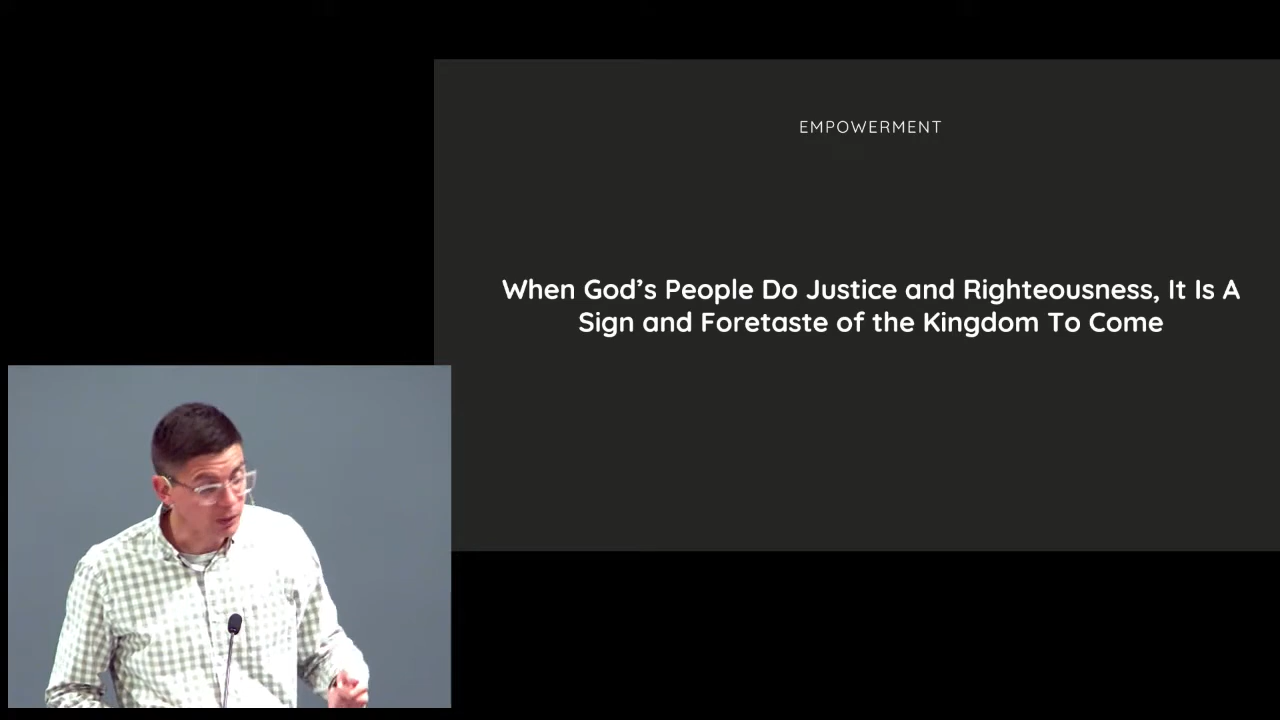 EMPOWERMENT
When God’s People Do Justice and Righteousness, It Is A
Sign and Foretaste of the Kingdom To Come